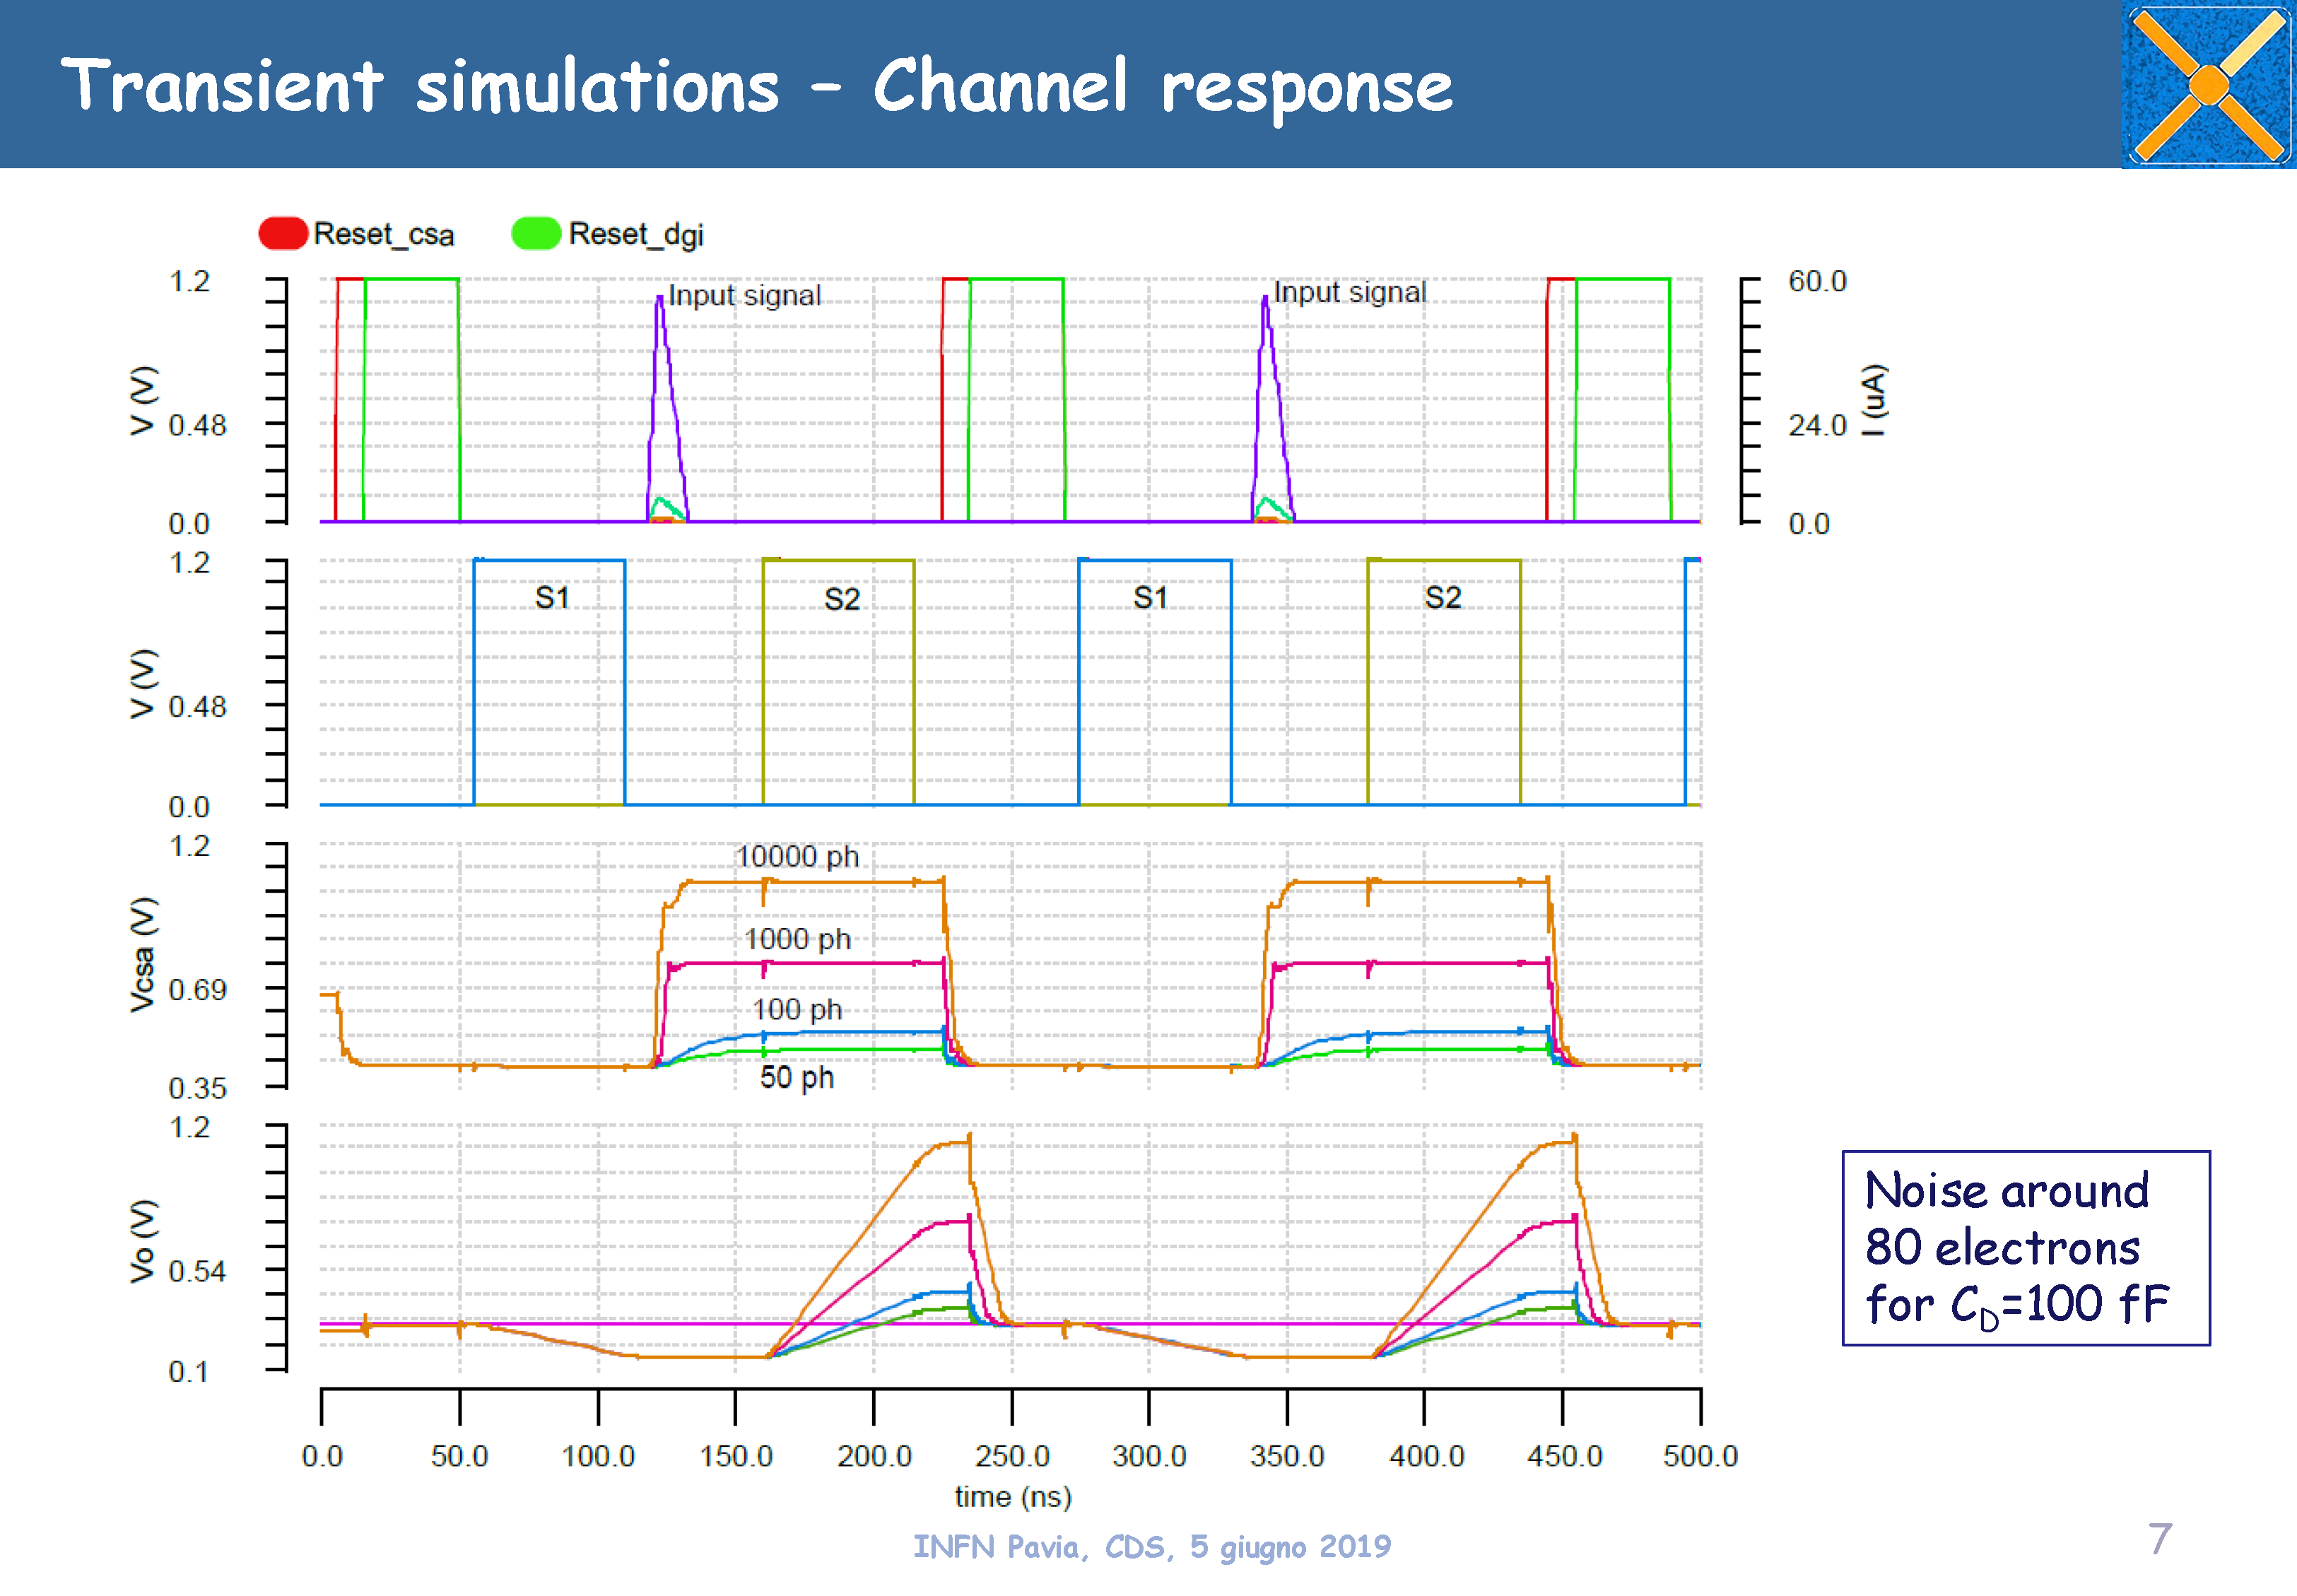 Transient simulations – Channel response
Reset_csa
Reset_dgi
1.2
0.48
0.0
V (V)
Input signal
Input signal
60.0
24.0
0.0
I (uA)
1.2
0.48
0.0
V (V)
S1
S2
S1
S2
1.2
0.69
0.35
Vcsa (V)
10000 ph
1000 ph
100 ph
50 ph
1.2
0.54
0.1
Vo (V)
Noise around
80 electrons
for CD=100 fF
0.0 50.0 100.0 150.0 200.0 250.0 300.0 350.0 400.0 450.0 500.0
time (ns)
INFN Pavia, CDS, 5 giugno 2019
7